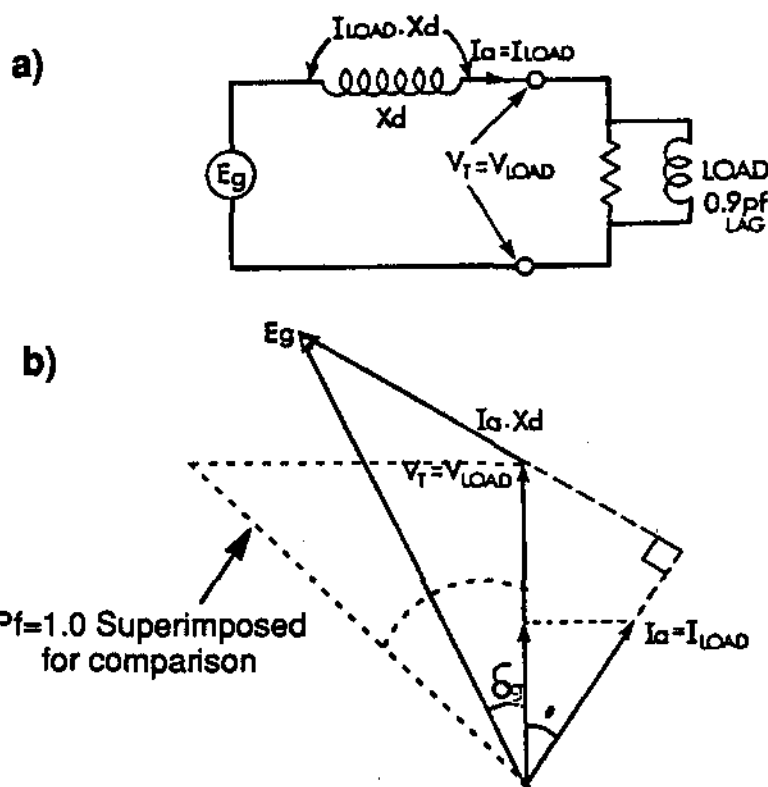 a)
ILOAD.Xd
Ia=ILOAD
Xd
Eg
VT=VLOAD
LOAD
0.9pf
LAG
b)
Eg
Ia.Xd
VT=VLOAD
Pf=1.0 Superimposed
for comparison
Ia=ILOAD
δg